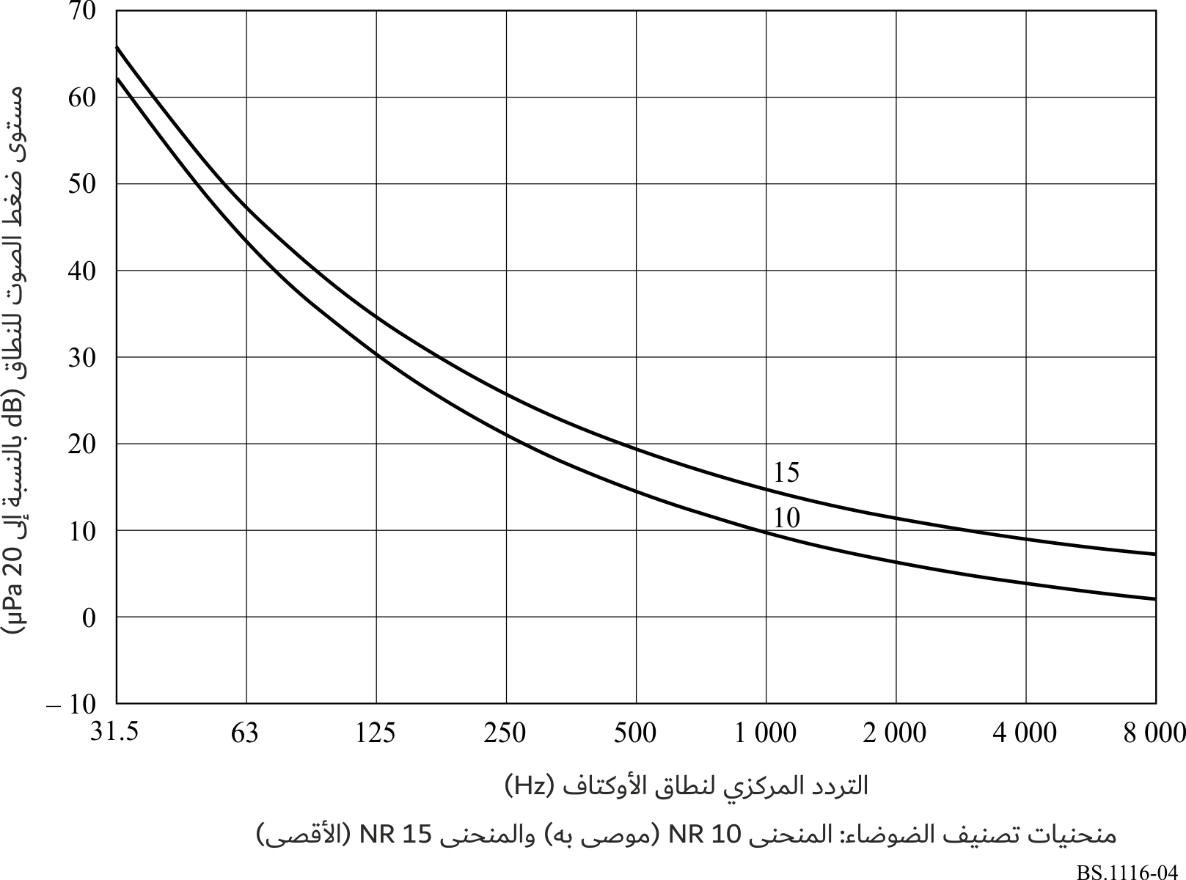 مستوى ضغط الصوت للنطاق (dB بالنسبة إلى 20 µPa)
70
60
50
40
30
20
10
0
– 10
15
10
31.5 63 125 250 500 1 000 2 000 4 000 8 000
التردد المركزي لنطاق الأوكتاف (Hz)
منحنيات تصنيف الضوضاء: المنحنى NR 10 (موصى به) والمنحنى NR 15 (الأقصى)
BS.1116-04